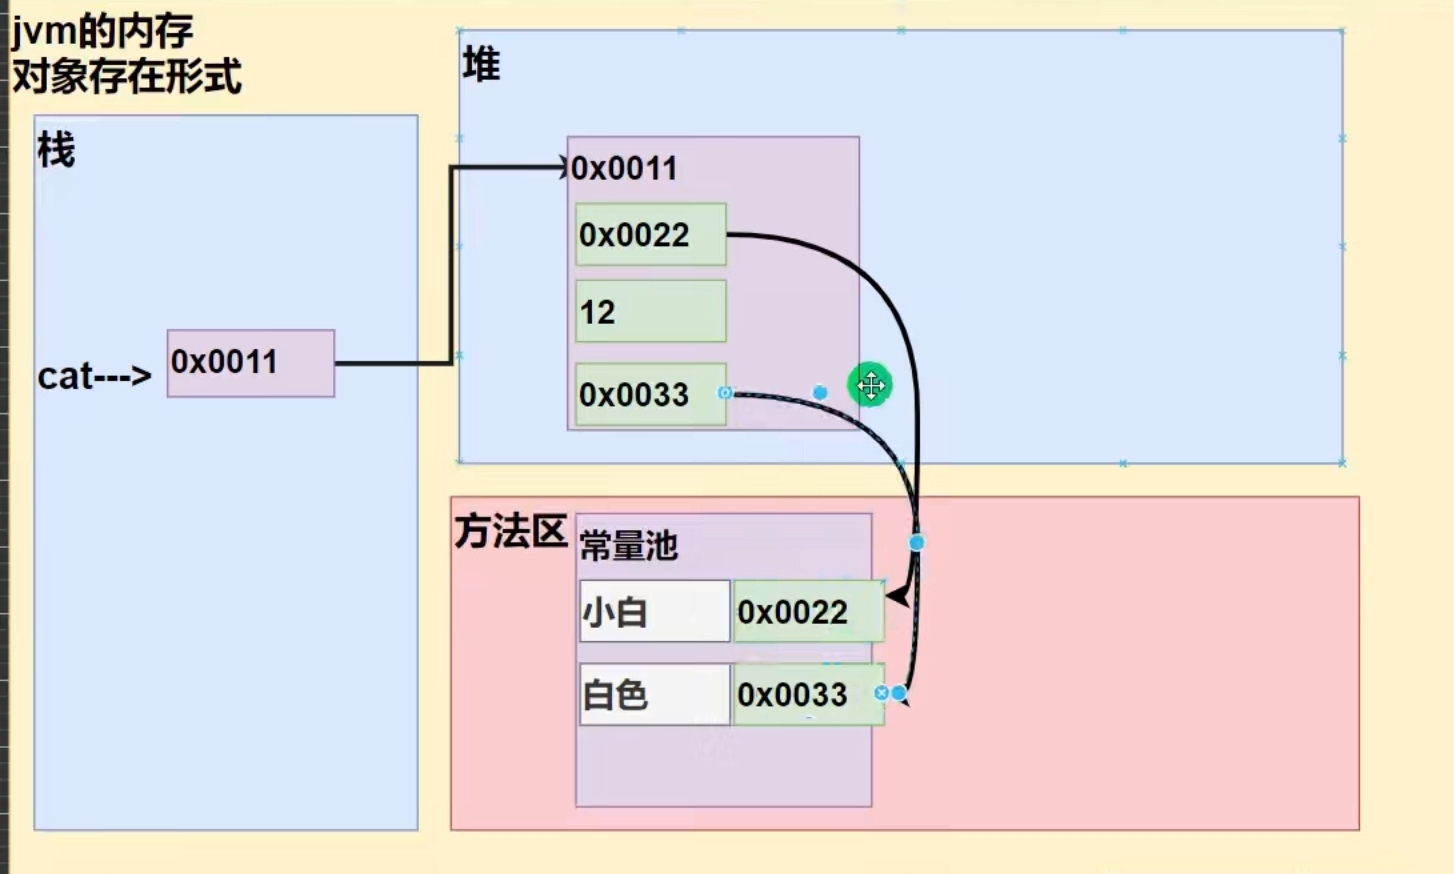 jvm的内存
对象存在形式
栈
cat--->
0x0011
堆
0x0011
0x0022
12
0x0033
方法区
常量池
小白
0x0022
白色
0x0033